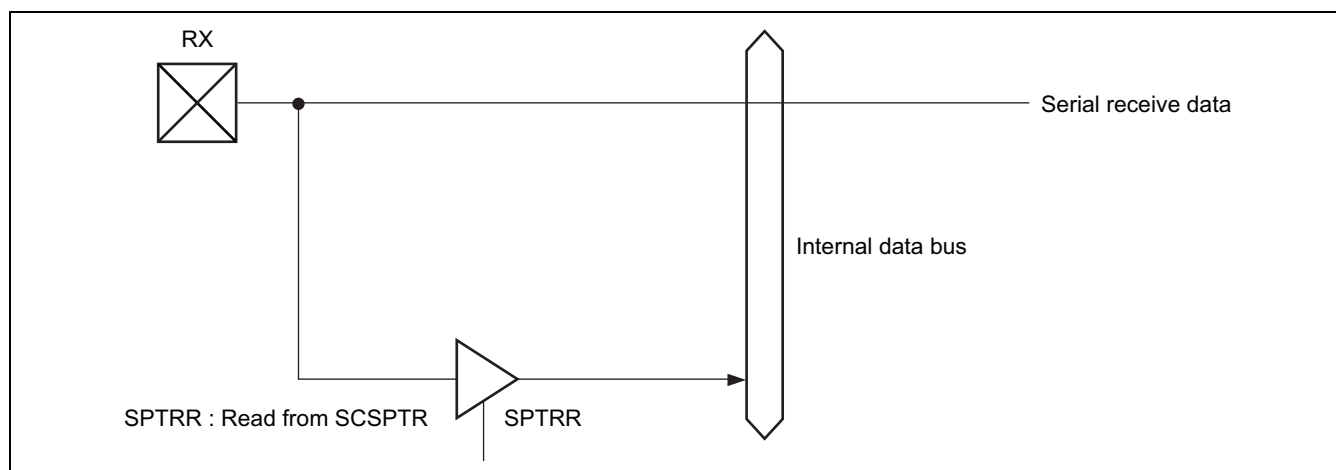 RX
Serial receive data
Internal data bus
SPTRR : Read from SCSPTR
SPTRR